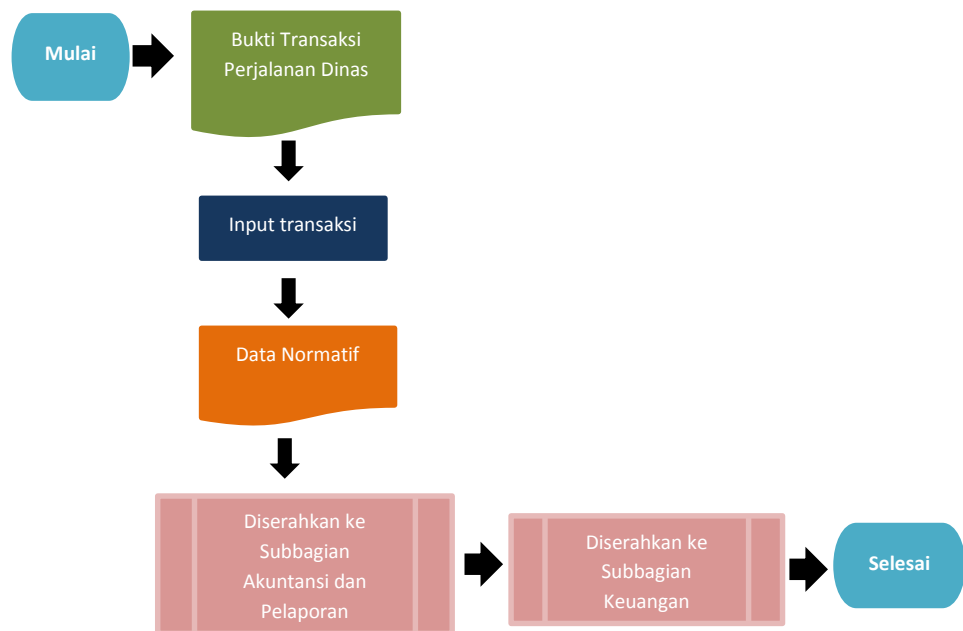 Mulai
Bukti Transaksi
Perjalanan Dinas
Input transaksi
Data Normatif
Diserahkan ke
Subbagian
Akuntansi dan
Pelaporan
Diserahkan ke
Subbagian
Keuangan
Selesai